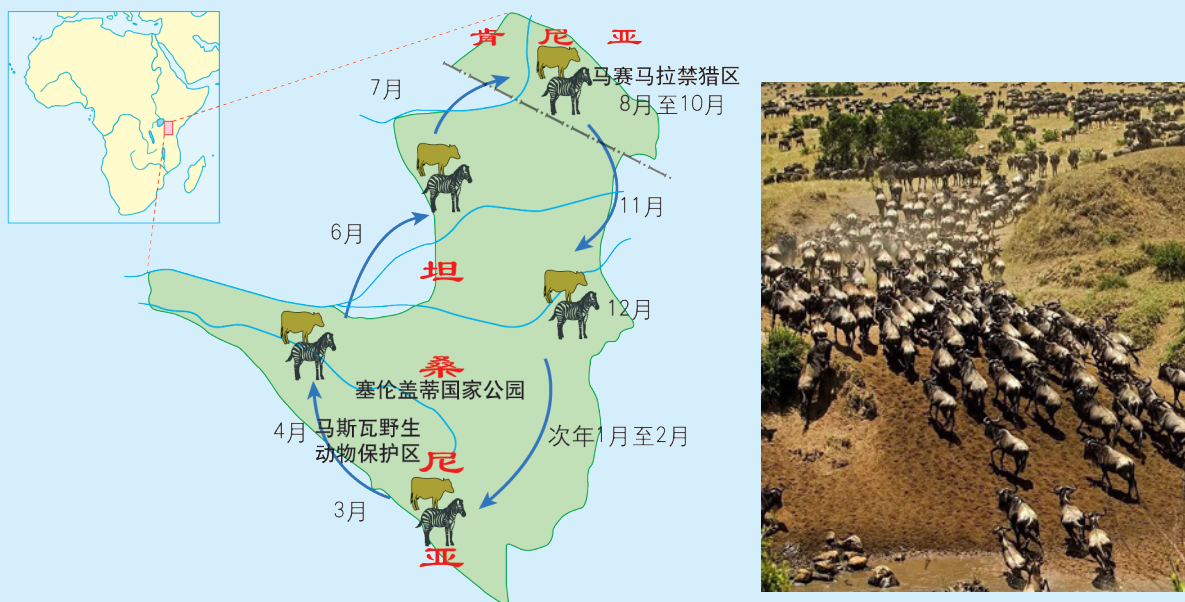 肯尼亚
马赛马拉禁猎区
8月至10月
7月
11月
6月
坦
12月
桑
塞伦盖蒂国家公园
4月
马斯瓦野生
动物保护区
次年1月至2月
尼
3月
亚